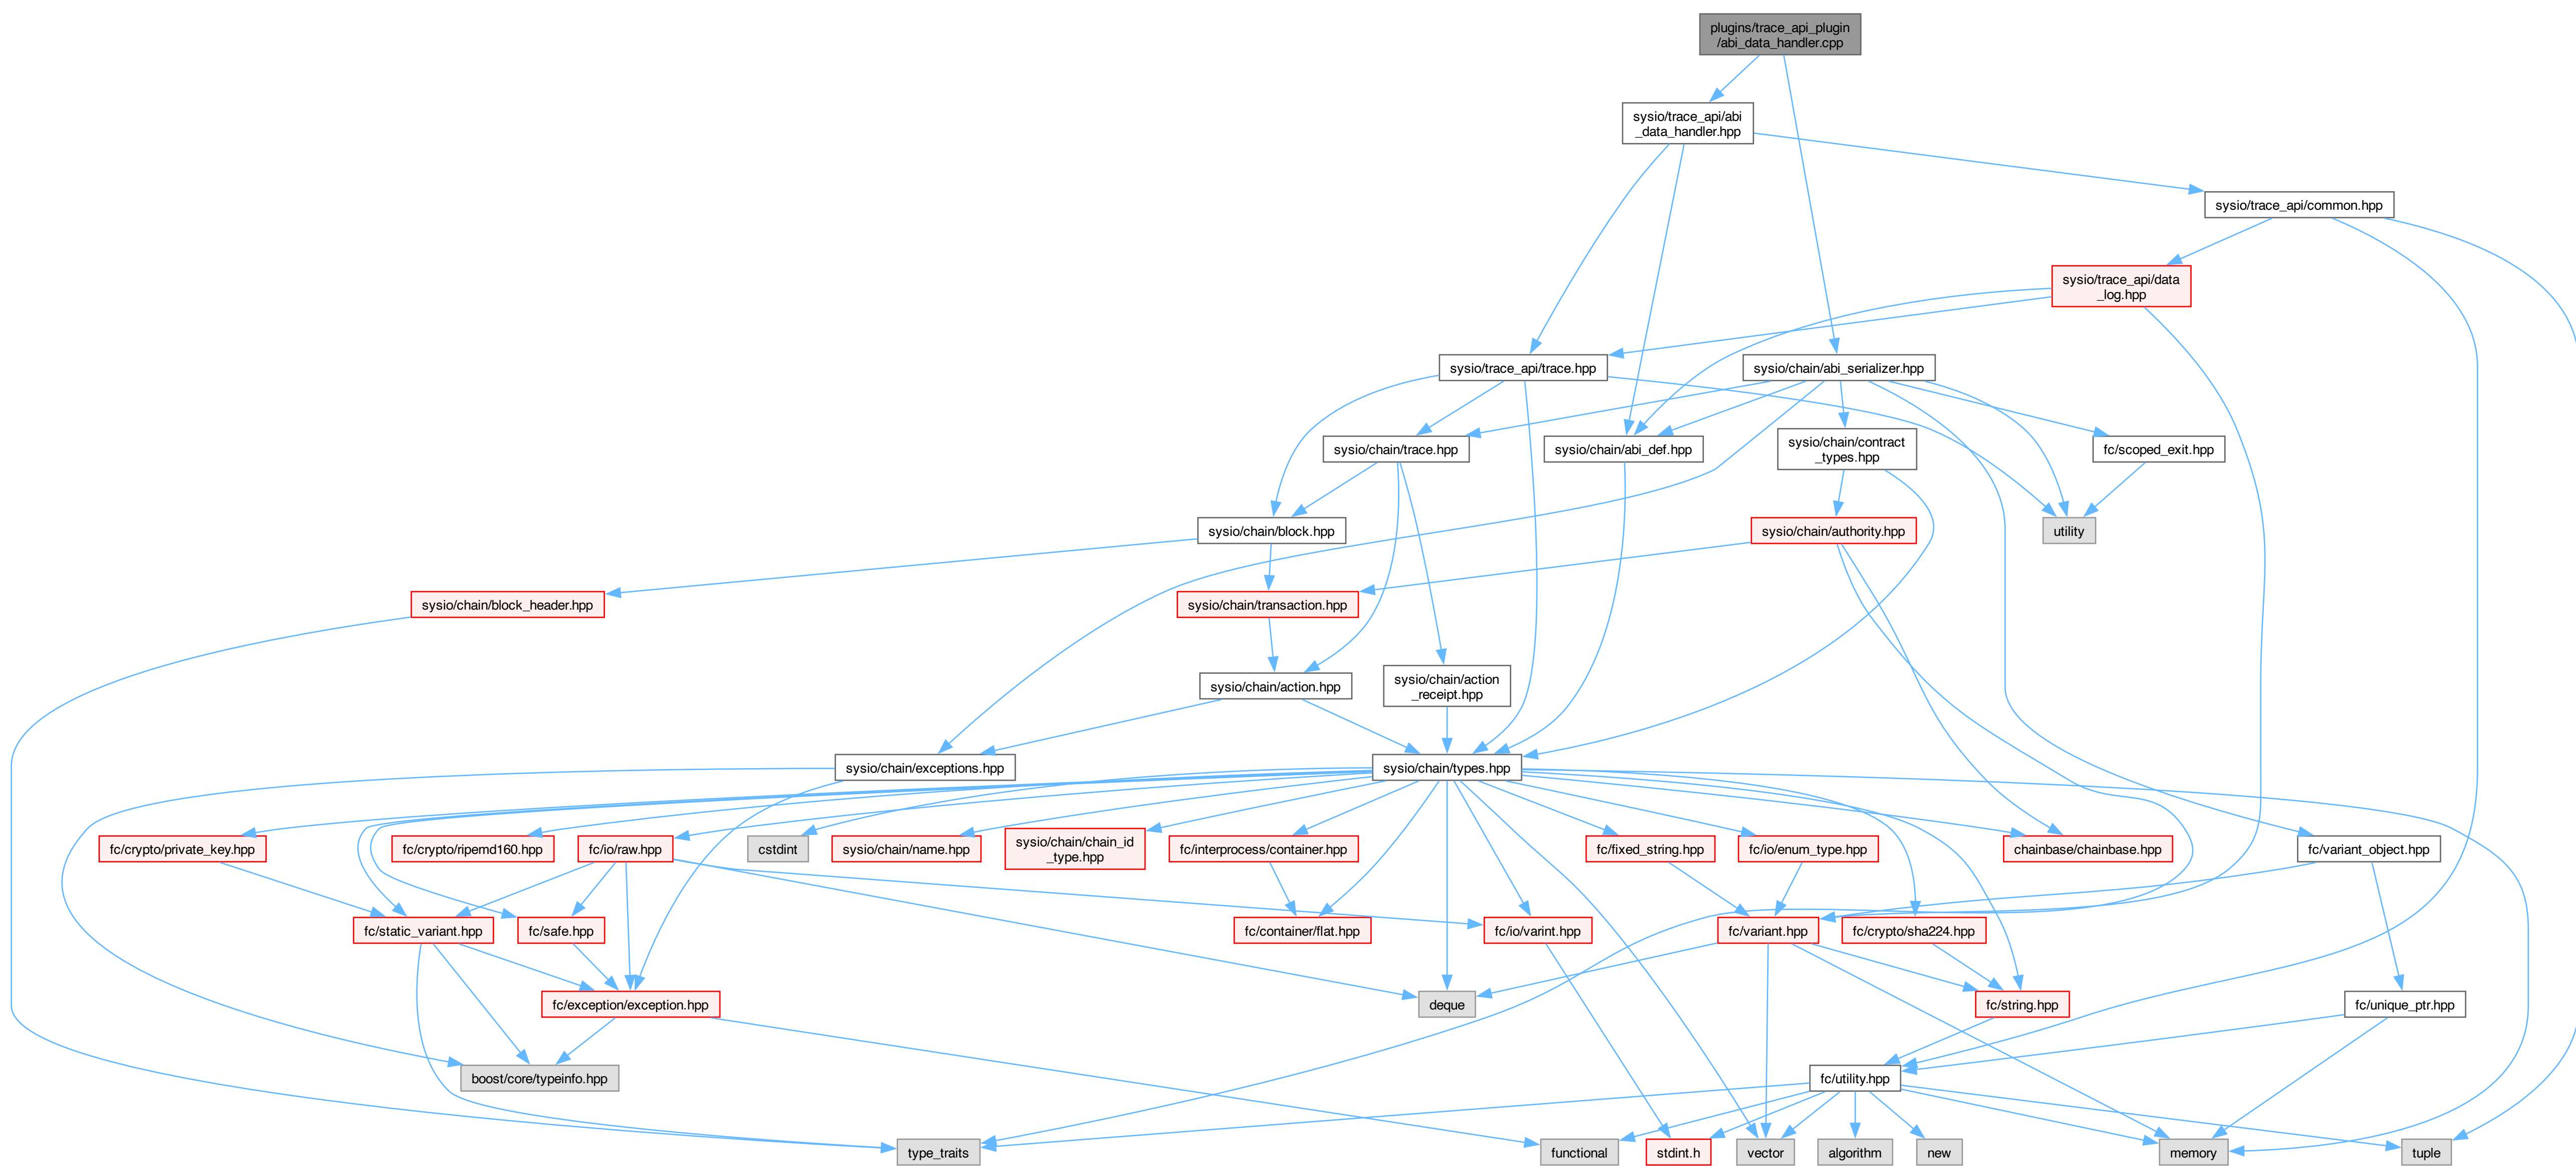 plugins/trace_api_plugin
/abi_data_handler.cpp
sysio/trace_api/abi
_data_handler.hpp
sysio/trace_api/common.hpp
sysio/trace_api/data
_log.hpp
sysio/trace_api/trace.hpp
sysio/chain/abi_serializer.hpp
sysio/chain/trace.hpp
sysio/chain/abi_def.hpp
sysio/chain/contract
_types.hpp
fc/scoped_exit.hpp
sysio/chain/block.hpp
sysio/chain/authority.hpp
utility
sysio/chain/block_header.hpp
sysio/chain/transaction.hpp
sysio/chain/action.hpp
sysio/chain/action
_receipt.hpp
sysio/chain/exceptions.hpp
sysio/chain/types.hpp
fc/crypto/private_key.hpp
fc/crypto/ripemd160.hpp
fc/io/raw.hpp
cstdint
sysio/chain/name.hpp
sysio/chain/chain_id
_type.hpp
fc/interprocess/container.hpp
fc/fixed_string.hpp
fc/io/enum_type.hpp
chainbase/chainbase.hpp
fc/variant_object.hpp
fc/static_variant.hpp
fc/safe.hpp
fc/container/flat.hpp
fc/io/varint.hpp
fc/variant.hpp
fc/crypto/sha224.hpp
fc/exception/exception.hpp
deque
fc/string.hpp
fc/unique_ptr.hpp
boost/core/typeinfo.hpp
fc/utility.hpp
type_traits
functional
stdint.h
vector
algorithm
new
memory
tuple